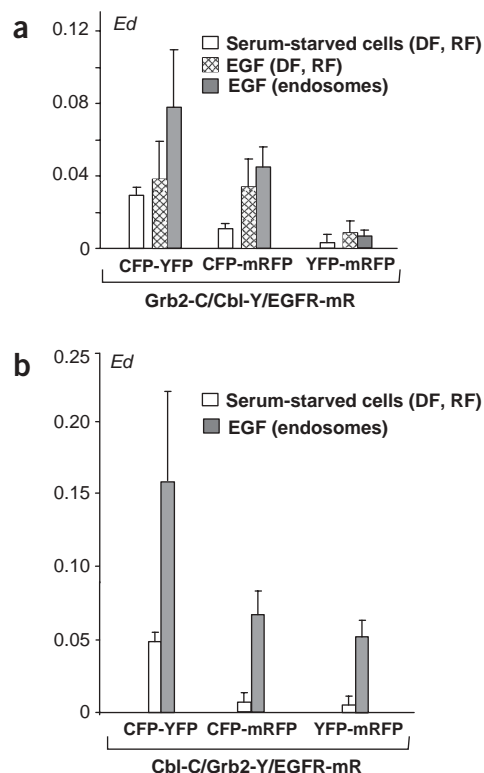 a
Ed
0.12
0.08
0.04
0
Serum-starved cells (DF, RF)
EGF (DF, RF)
EGF (endosomes)
CFP-YFP CFP-mRFP YFP-mRFP
Grb2-C/Cbl-Y/EGFR-mR
b
Ed
0.25
0.20
0.15
0.10
0.05
0
Serum-starved cells (DF, RF)
EGF (endosomes)
CFP-YFP CFP-mRFP YFP-mRFP
Cbl-C/Grb2-Y/EGFR-mR